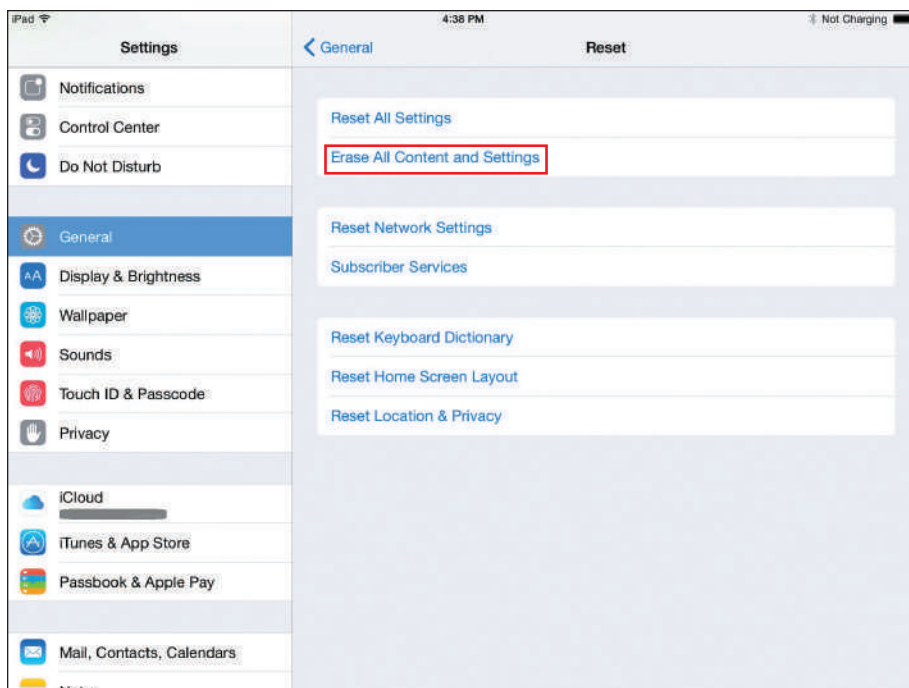 iPad 4:38 PM Not Charging
Settings
General Reset
Notifications
Control Center
Do Not Disturb
General
AA Display & Brightness
Wallpaper
Sounds
Touch ID & Passcode
Privacy
iCloud
iTunes & App Store
Passbook & Apple Pay
Mail, Contacts, Calendars
Reset All Settings
Erase All Content and Settings
Reset Network Settings
Subscriber Services
Reset Keyboard Dictionary
Reset Home Screen Layout
Reset Location & Privacy